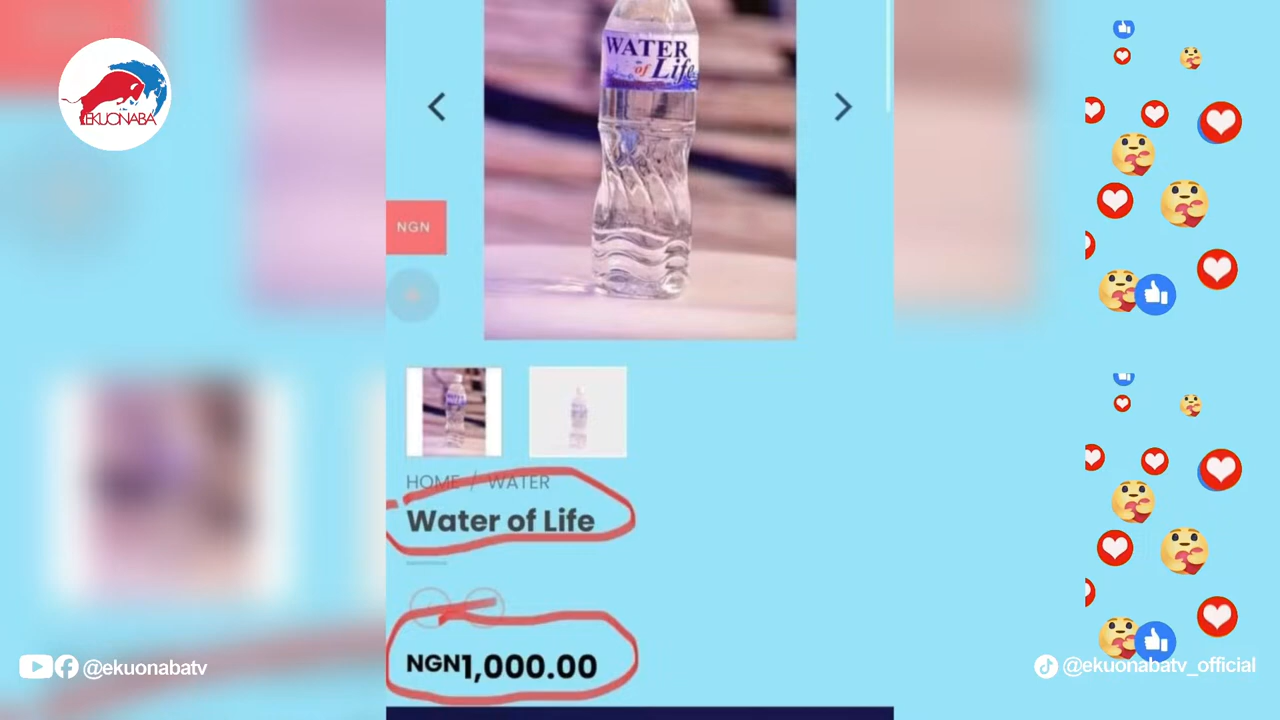 WATER
of Life
EKUONABA
NGN
HOME / WATER
Water of Life
NGN1,000.00
@ekuonabatv
@ekuonabatv_official